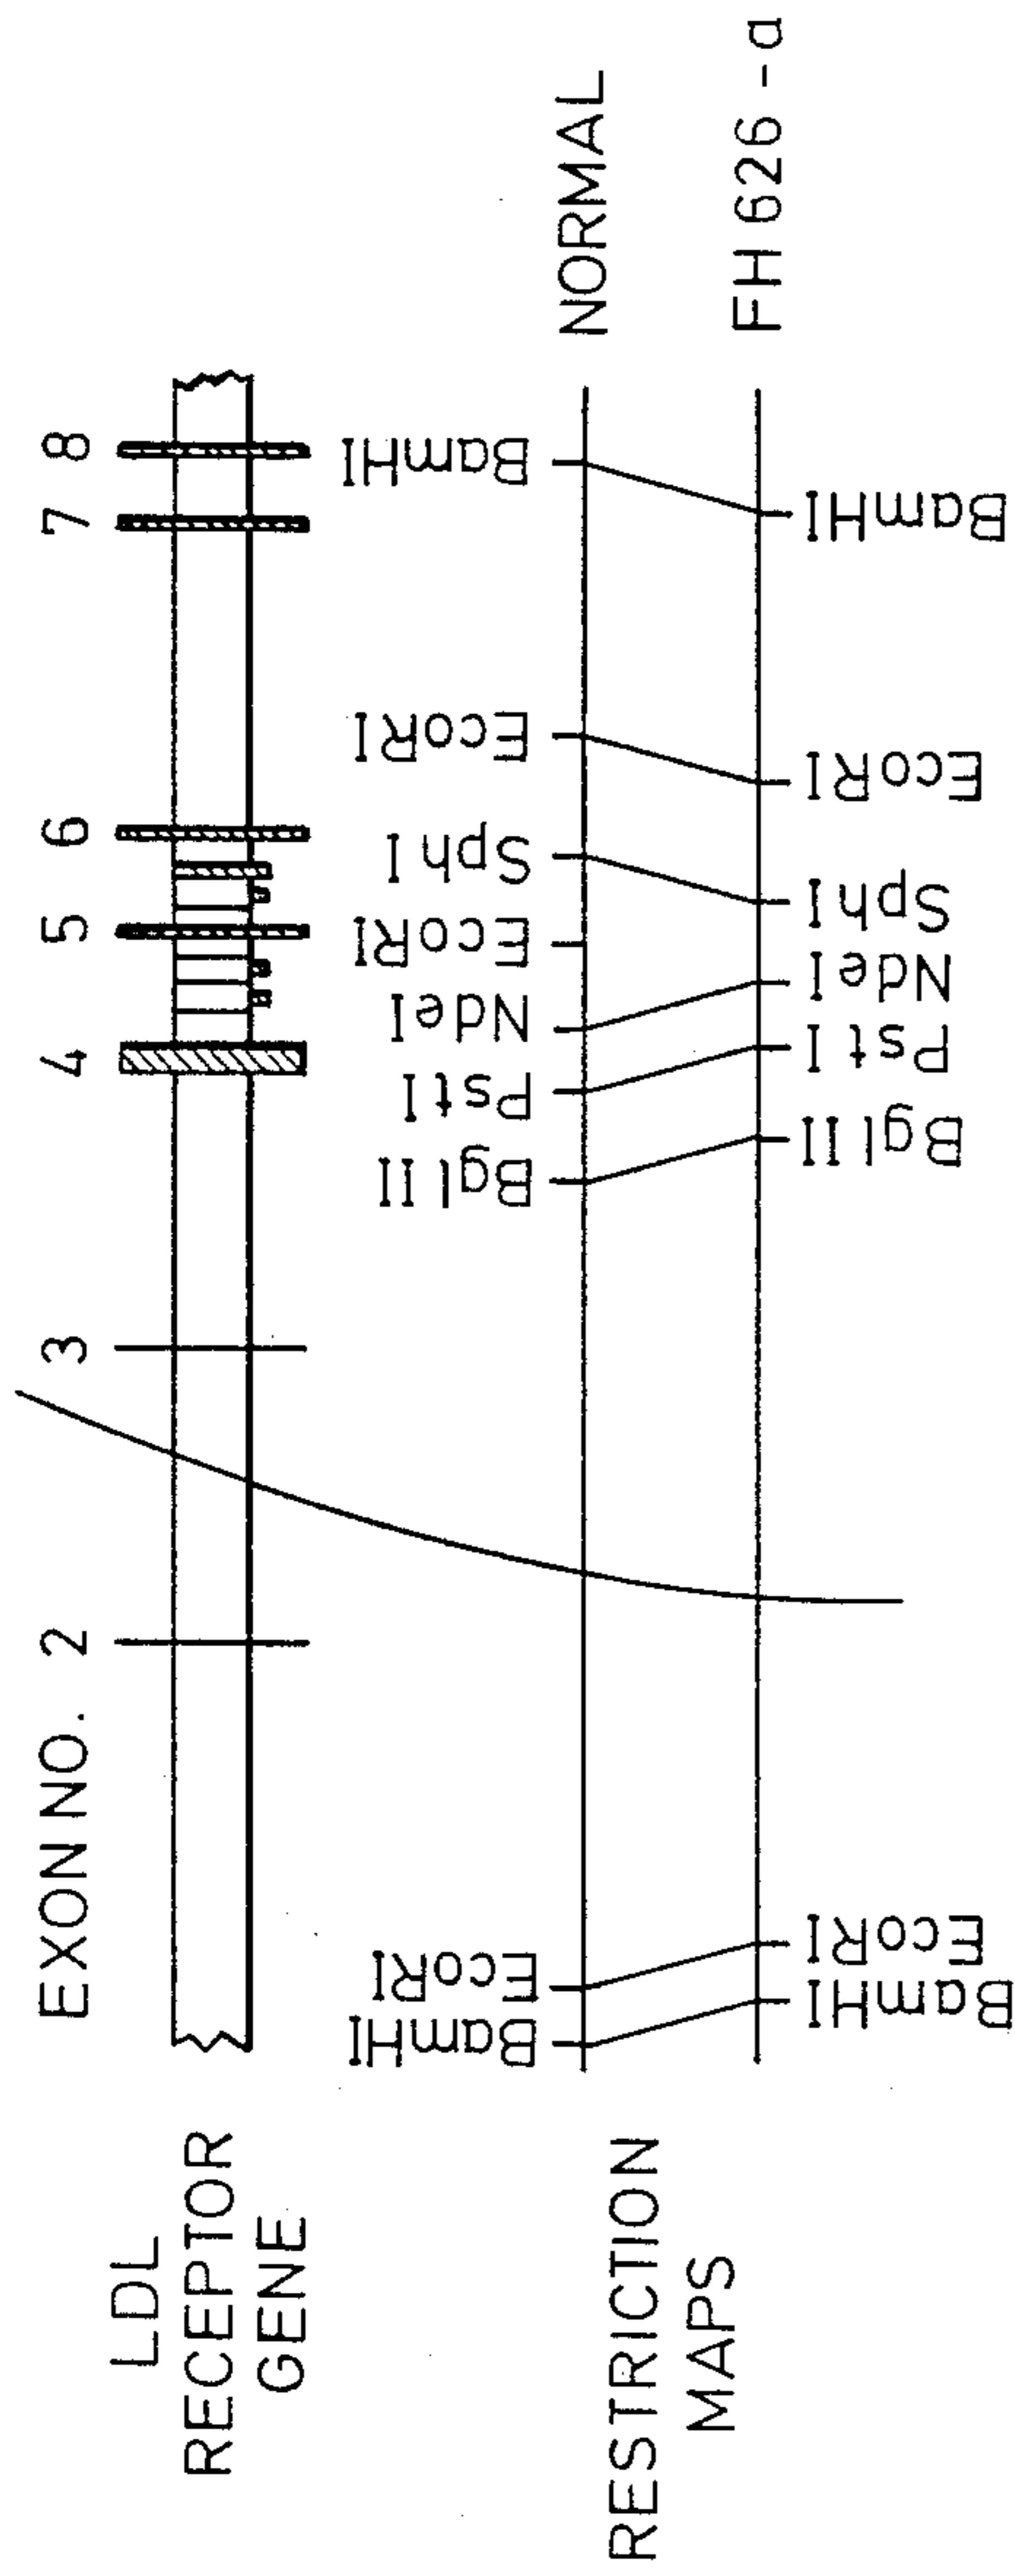 EXON NO. 2 3 4 5 6 7 8
LDL
RECEPTOR
GENE
BamHI EcoRI BglII PstI NdeI EcoRI SphI EcoRI BamHI
RESTRICTION
MAPS
NORMAL
FH 626-a
BamHI EcoRI BglII PstI NdeI SphI EcoRI BamHI